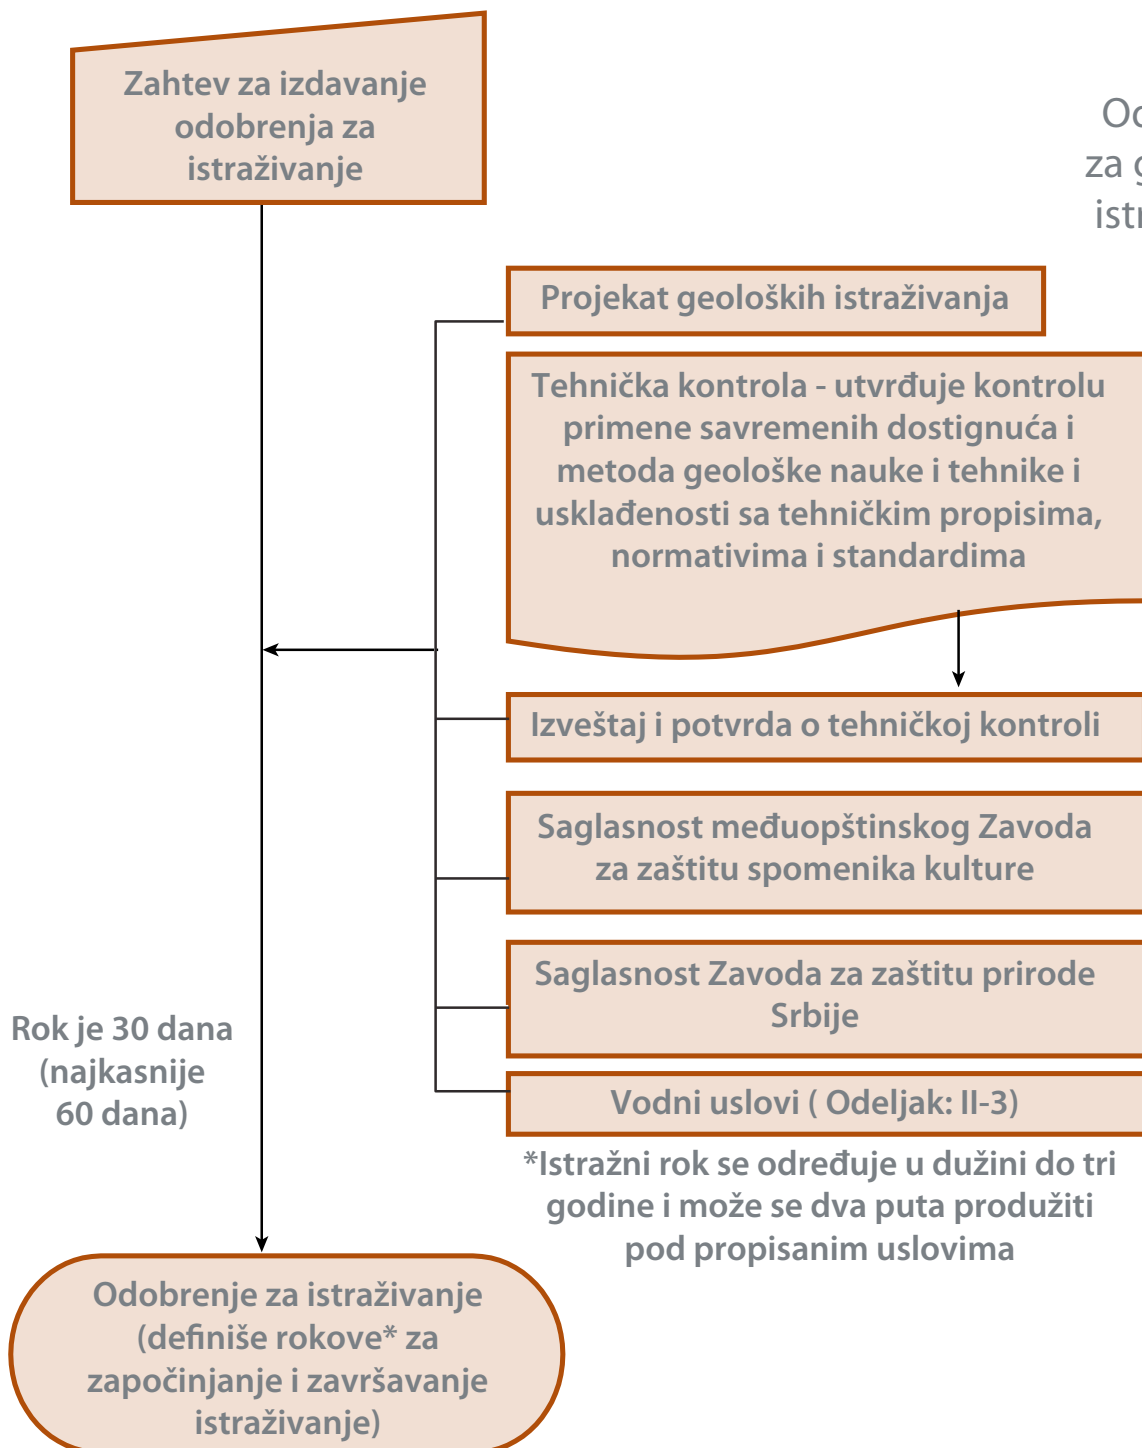 Zahtev za izdavanje
odobrenja za
istraživanje
za
Projekat geoloških istraživanja
Tehnička kontrola - utvrđuje kontrolu
primene savremenih dostignuća i
metoda geološke nauke i tehnike i
usklađenosti sa tehničkim propisima,
normativima i standardima
Izveštaj i potvrda o tehničkoj kontroli
Saglasnost međuopštinskog Zavoda
za zaštitu spomenika kulture
Saglasnost Zavoda za zaštitu prirode
Srbije
Rok je 30 dana
(najkasnije
60 dana)
Vodni uslovi ( Odeljak: II-3)
*Istražni rok se određuje u dužini do tri
godine i može se dva puta produžiti
pod propisanim uslovima
Odobrenje za istraživanje
(definiše rokove* za
započinjanje i završavanje
istraživanje)